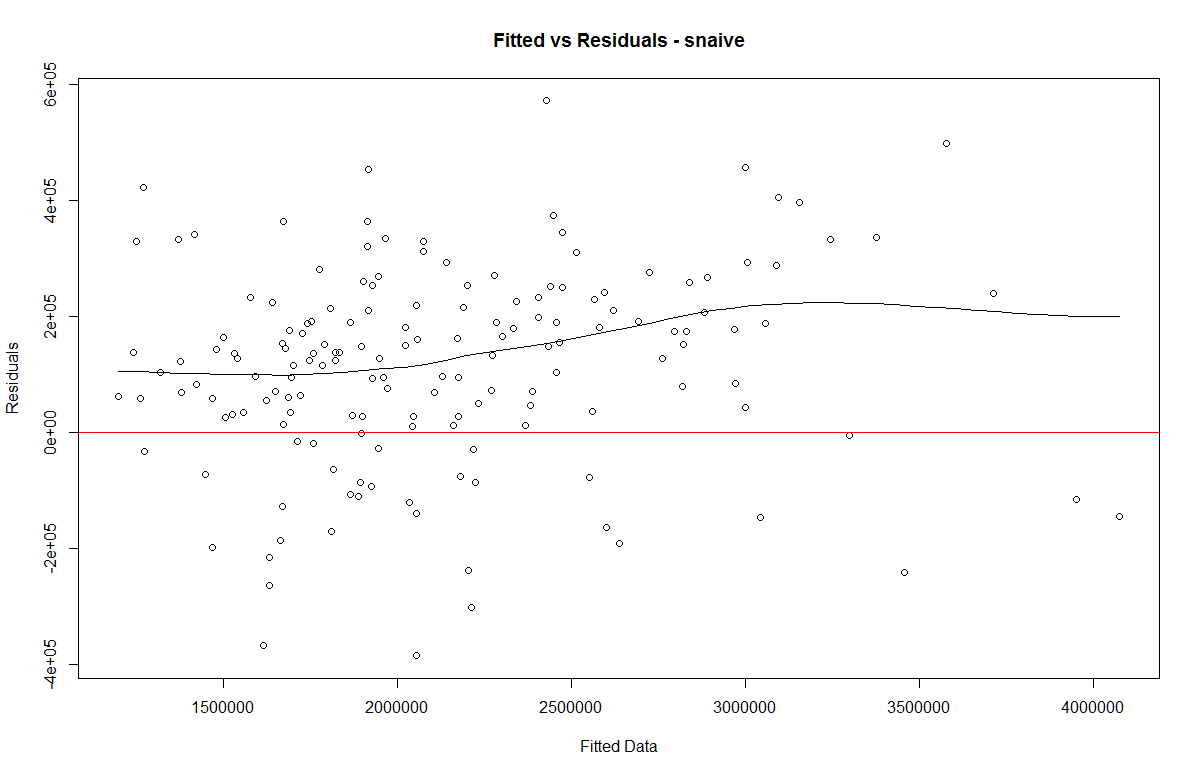 Fitted vs Residuals - snaive
6e+05
4e+05
2e+05
0e+00
-2e+05
-4e+05
Residuals
1500000 2000000 2500000 3000000 3500000 4000000
Fitted Data